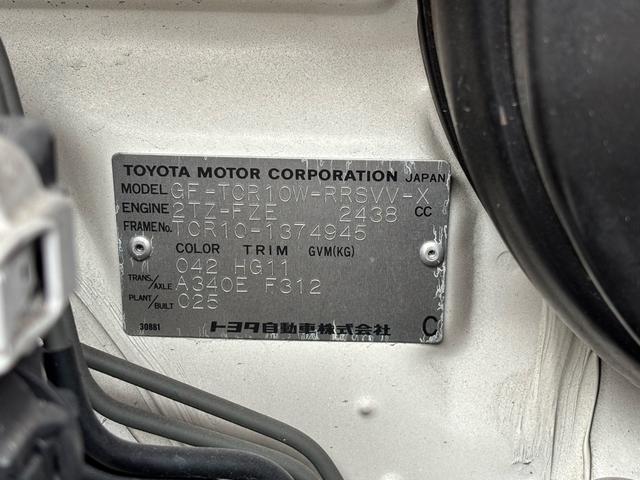 TOYOTA MOTOR CORPORATION JAPAN
MODEL GF-TCR10W-RRSVV-X
ENGINE 2TZ-FZE 2438 CC
FRAME No. TCR10-1374945
COLOR TRIM GVM(KG)
042 HG11
TRANS./AXLE A340E F312
PLANT/BUILT C25
30881 トヨタ自動車株式会社 C